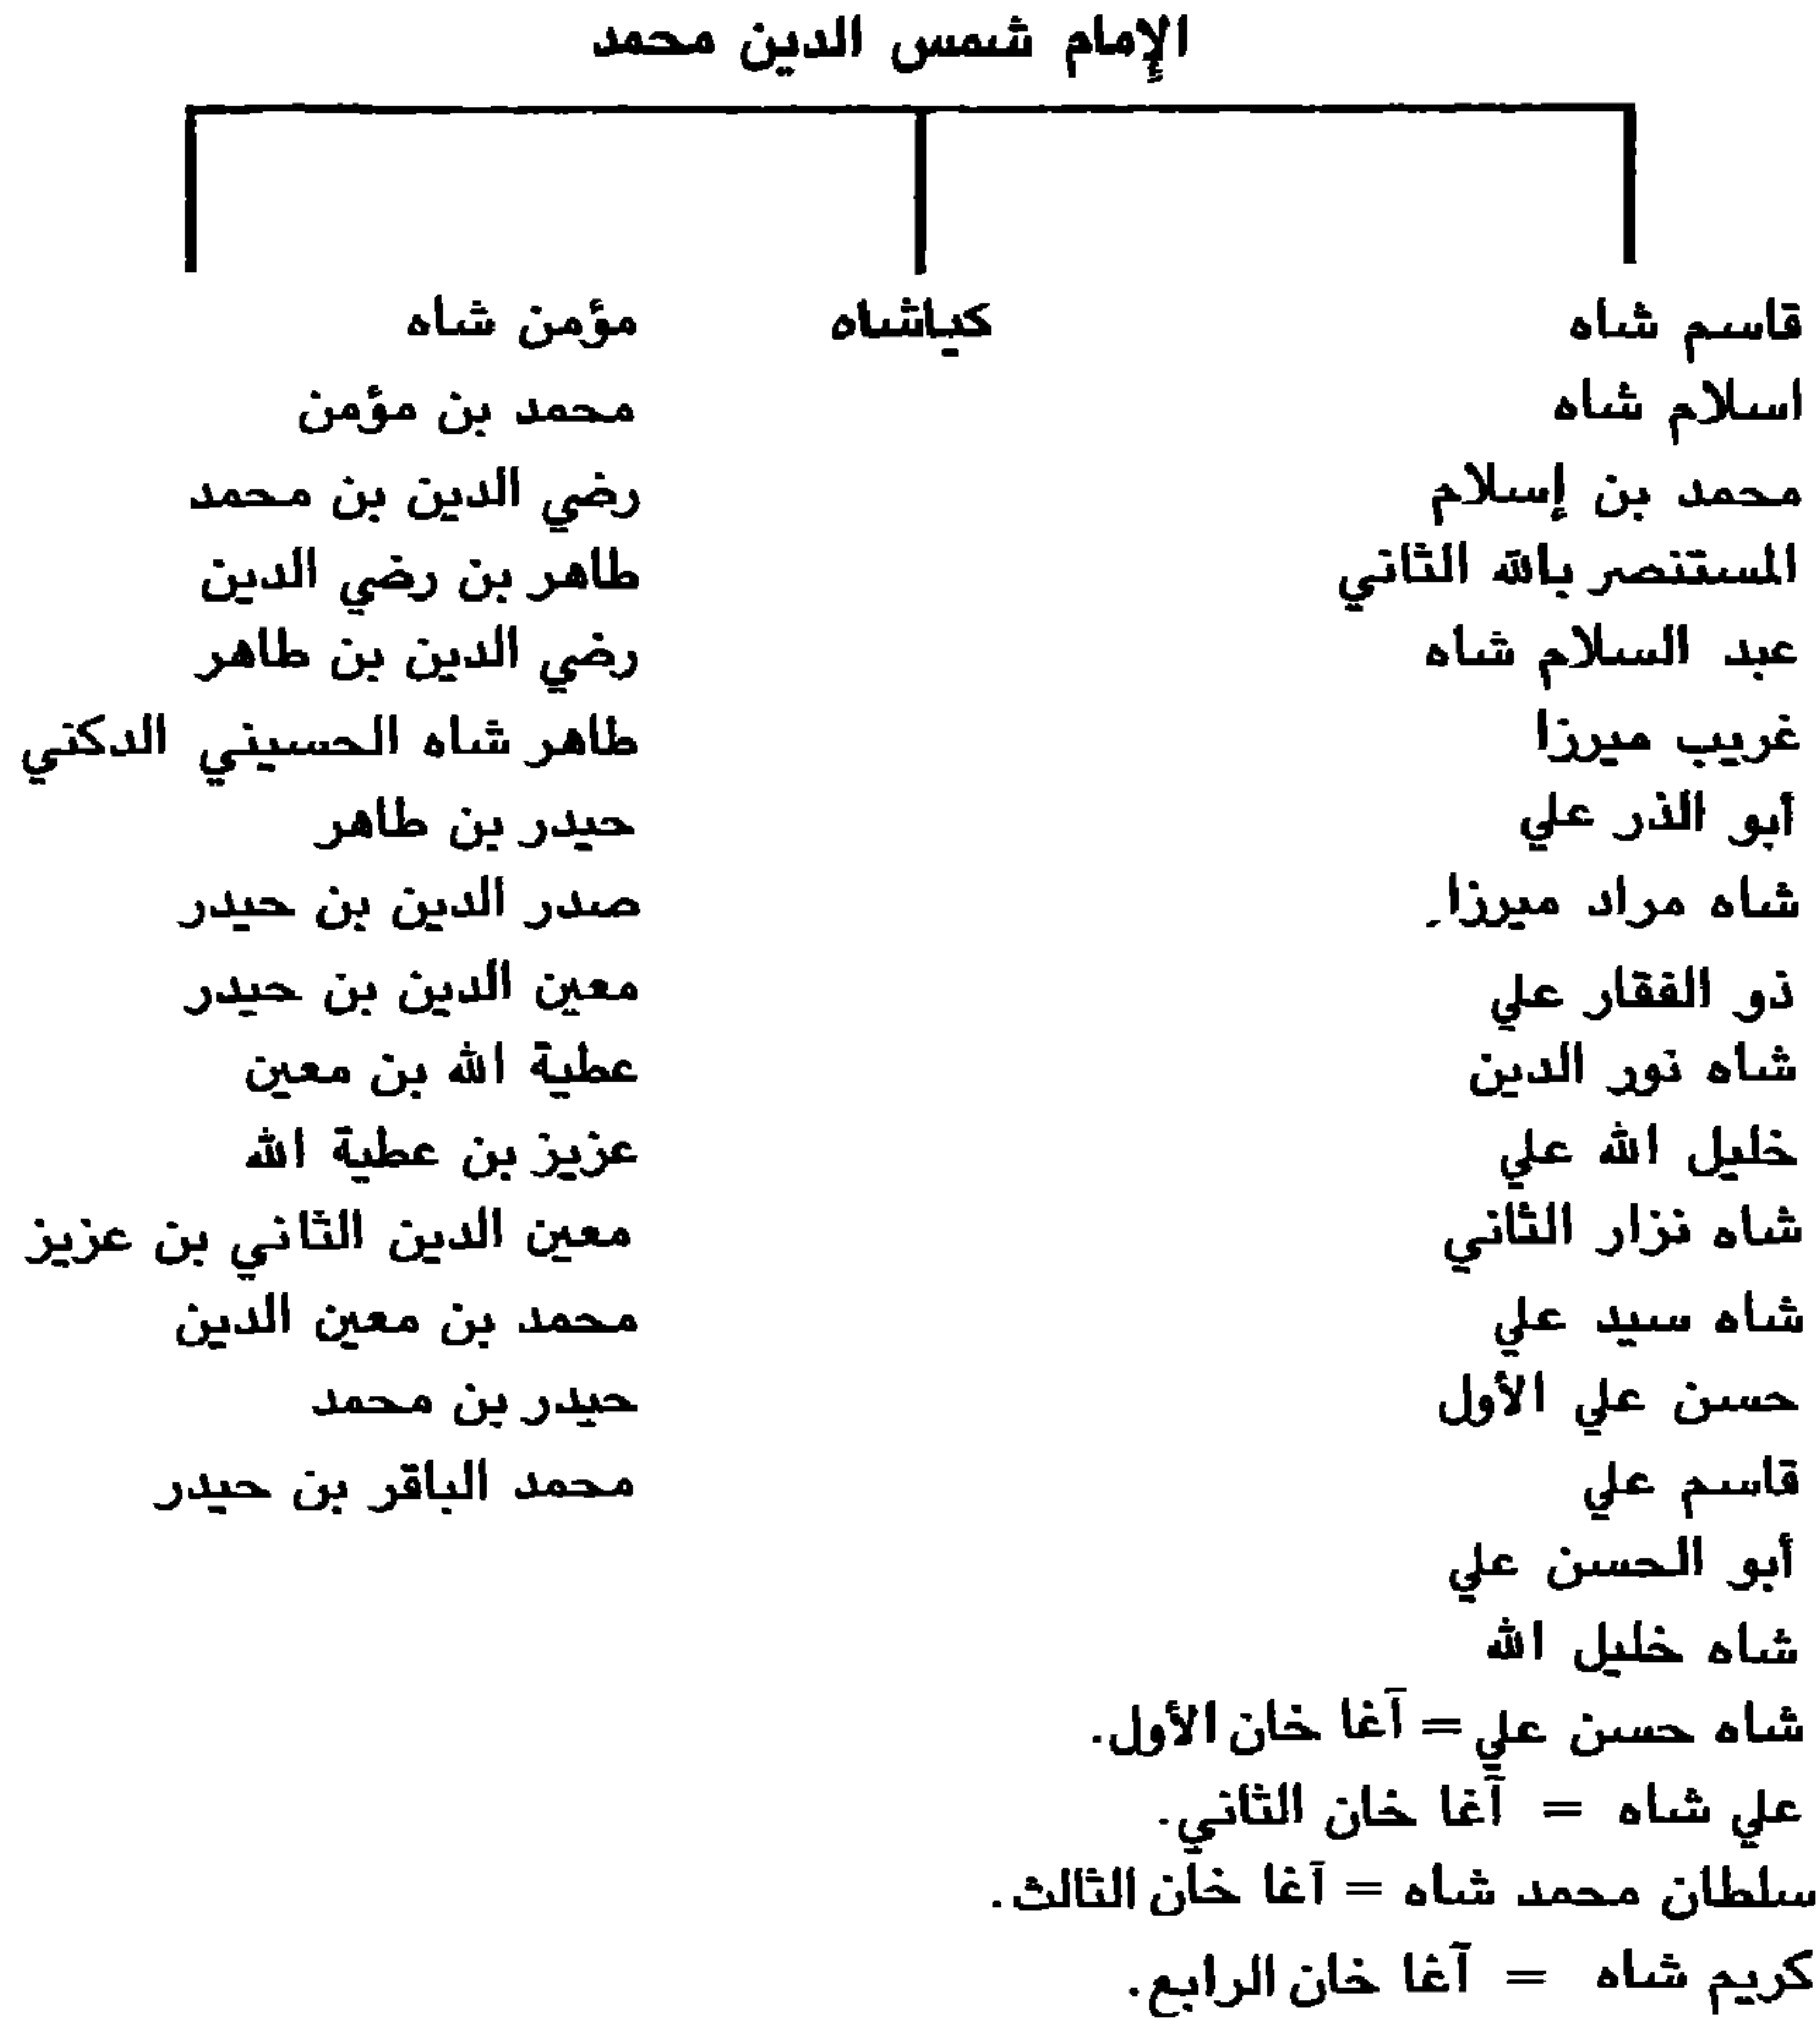 الإمام شمس الدين محمد
قاسم شاه
اسلام شاه
محمد بن إسلام
المستنصر بالله الثاني
عبد السلام شاه
غريب ميرزا
أبو الذر علي
شاه مراد ميرزا
ذو الفقار علي
شاه نور الدين
خليل الله علي
شاه نزار الثاني
شاه سيد علي
حسن علي الأول
قاسم علي
أبو الحسن علي
شاه خليل الله
شاه حسن علي = آغا خان الأول.
علي شاه = آغا خان الثاني.
سلطان محمد شاه = آغا خان الثالث.
كريم شاه = آغا خان الرابع.
كياشاه
مؤمن شاه
محمد بن مؤمن
رضي الدين بن محمد
طاهر بن رضي الدين
رضي الدين بن طاهر
طاهر شاه الحسيني الدكني
حيدر بن طاهر
صدر الدين بن حيدر
معين الدين بن حيدر
عطية الله بن معين
عزيز بن عطية الله
معين الدين الثاني بن عزيز
محمد بن معين الدين
حيدر بن محمد
محمد الباقر بن حيدر